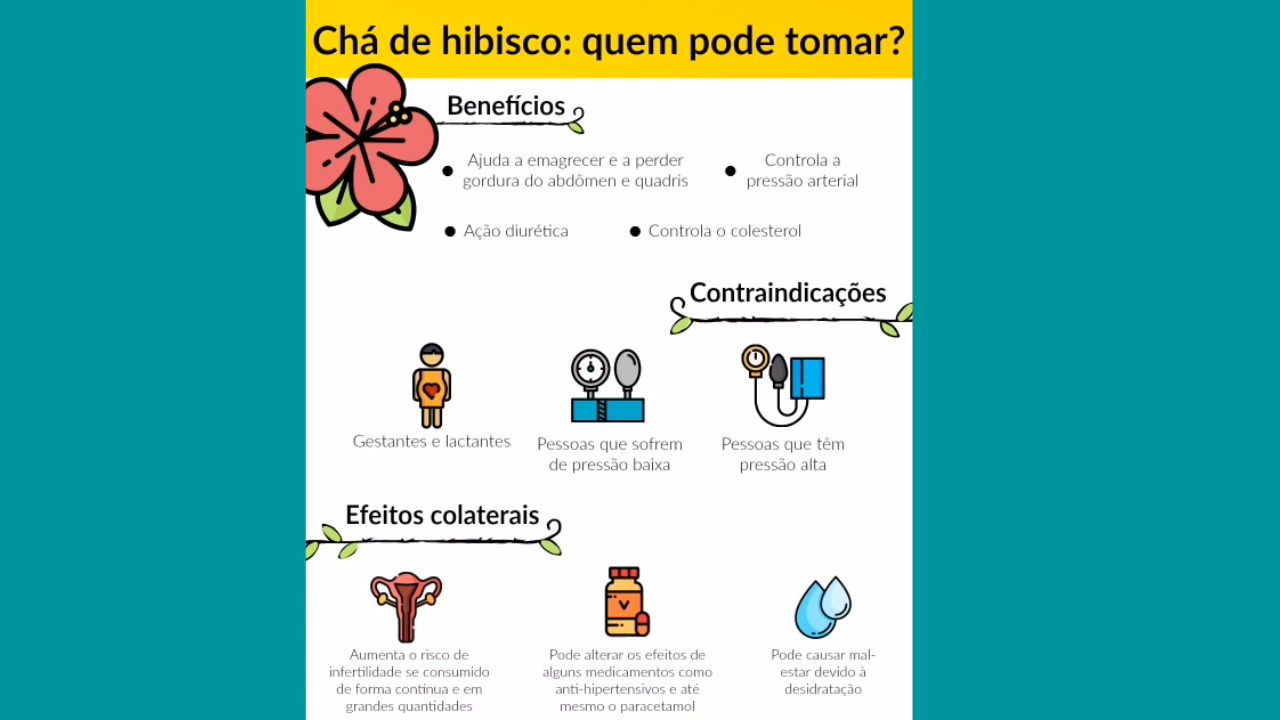 Chá de hibisco: quem pode tomar?
Benefícios
Ajuda a emagrecer e a perder
gordura do abdômen e quadris
Controla a
pressão arterial
Ação diurética
Controla o colesterol
Contraindicações
Gestantes e lactantes
Pessoas que sofrem
de pressão baixa
Pessoas que têm
pressão alta
Efeitos colaterais
Aumenta o risco de
infertilidade se consumido
de forma contínua e em
grandes quantidades
Pode alterar os efeitos de
alguns medicamentos como
anti-hipertensivos e até
mesmo o paracetamol
Pode causar mal-
estar devido à
desidratação